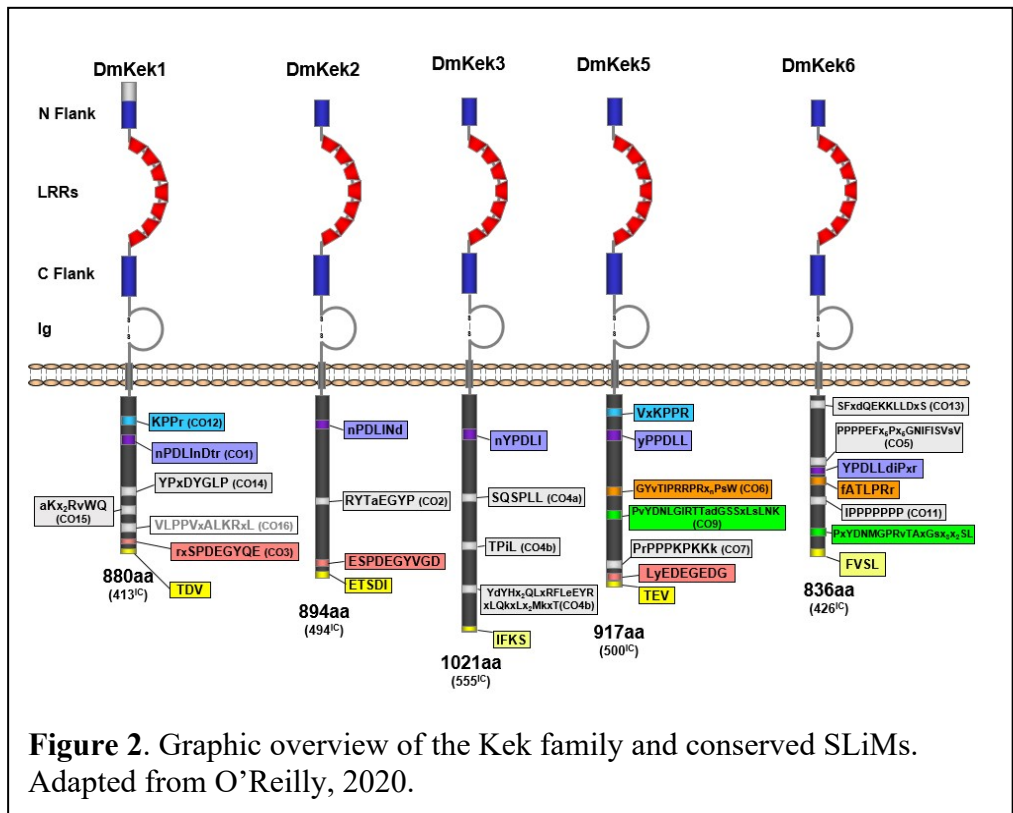 DmKek1
DmKek2
DmKek3
DmKek5
DmKek6
N Flank
LRRs
C Flank
Ig
KPPr (CO12)
nPDLInDtr (CO1)
YPxDYGLP (CO14)
aKx₂RvWQ
(CO15)
VLPPVxALKRxL (CO16)
rxSPDEGYQE (CO3)
TDV
880aa
(413ᴵᶜ)
nPDLINd
RYTaEGYP (CO2)
ESPDEGYVGD
ETSDI
894aa
(494ᴵᶜ)
nYPDLI
SQSPLL (CO4a)
TPiL (CO4b)
YdYHx₂QLxRFLeEYR
xLQkxLx₂MkxT(CO4b)
IFKS
1021aa
(555ᴵᶜ)
VxKPPR
yPPDLL
GYvTIPRRPRxₙPsW (CO6)
PvYDNLGIRTTadGSSxLsLNK
(CO9)
PrPPPKPKKk (CO7)
LyEDEGEDG
TEV
917aa
(500ᴵᶜ)
SFxdQEKKLLDxS (CO13)
(CO5)
YPDLLdiPxr
fATLPRr
IPPPPPPP (CO11)
FVSL
836aa
(426ᴵᶜ)
Figure 2. Graphic overview of the Kek family and conserved SLiMs.
Adapted from O’Reilly, 2020.